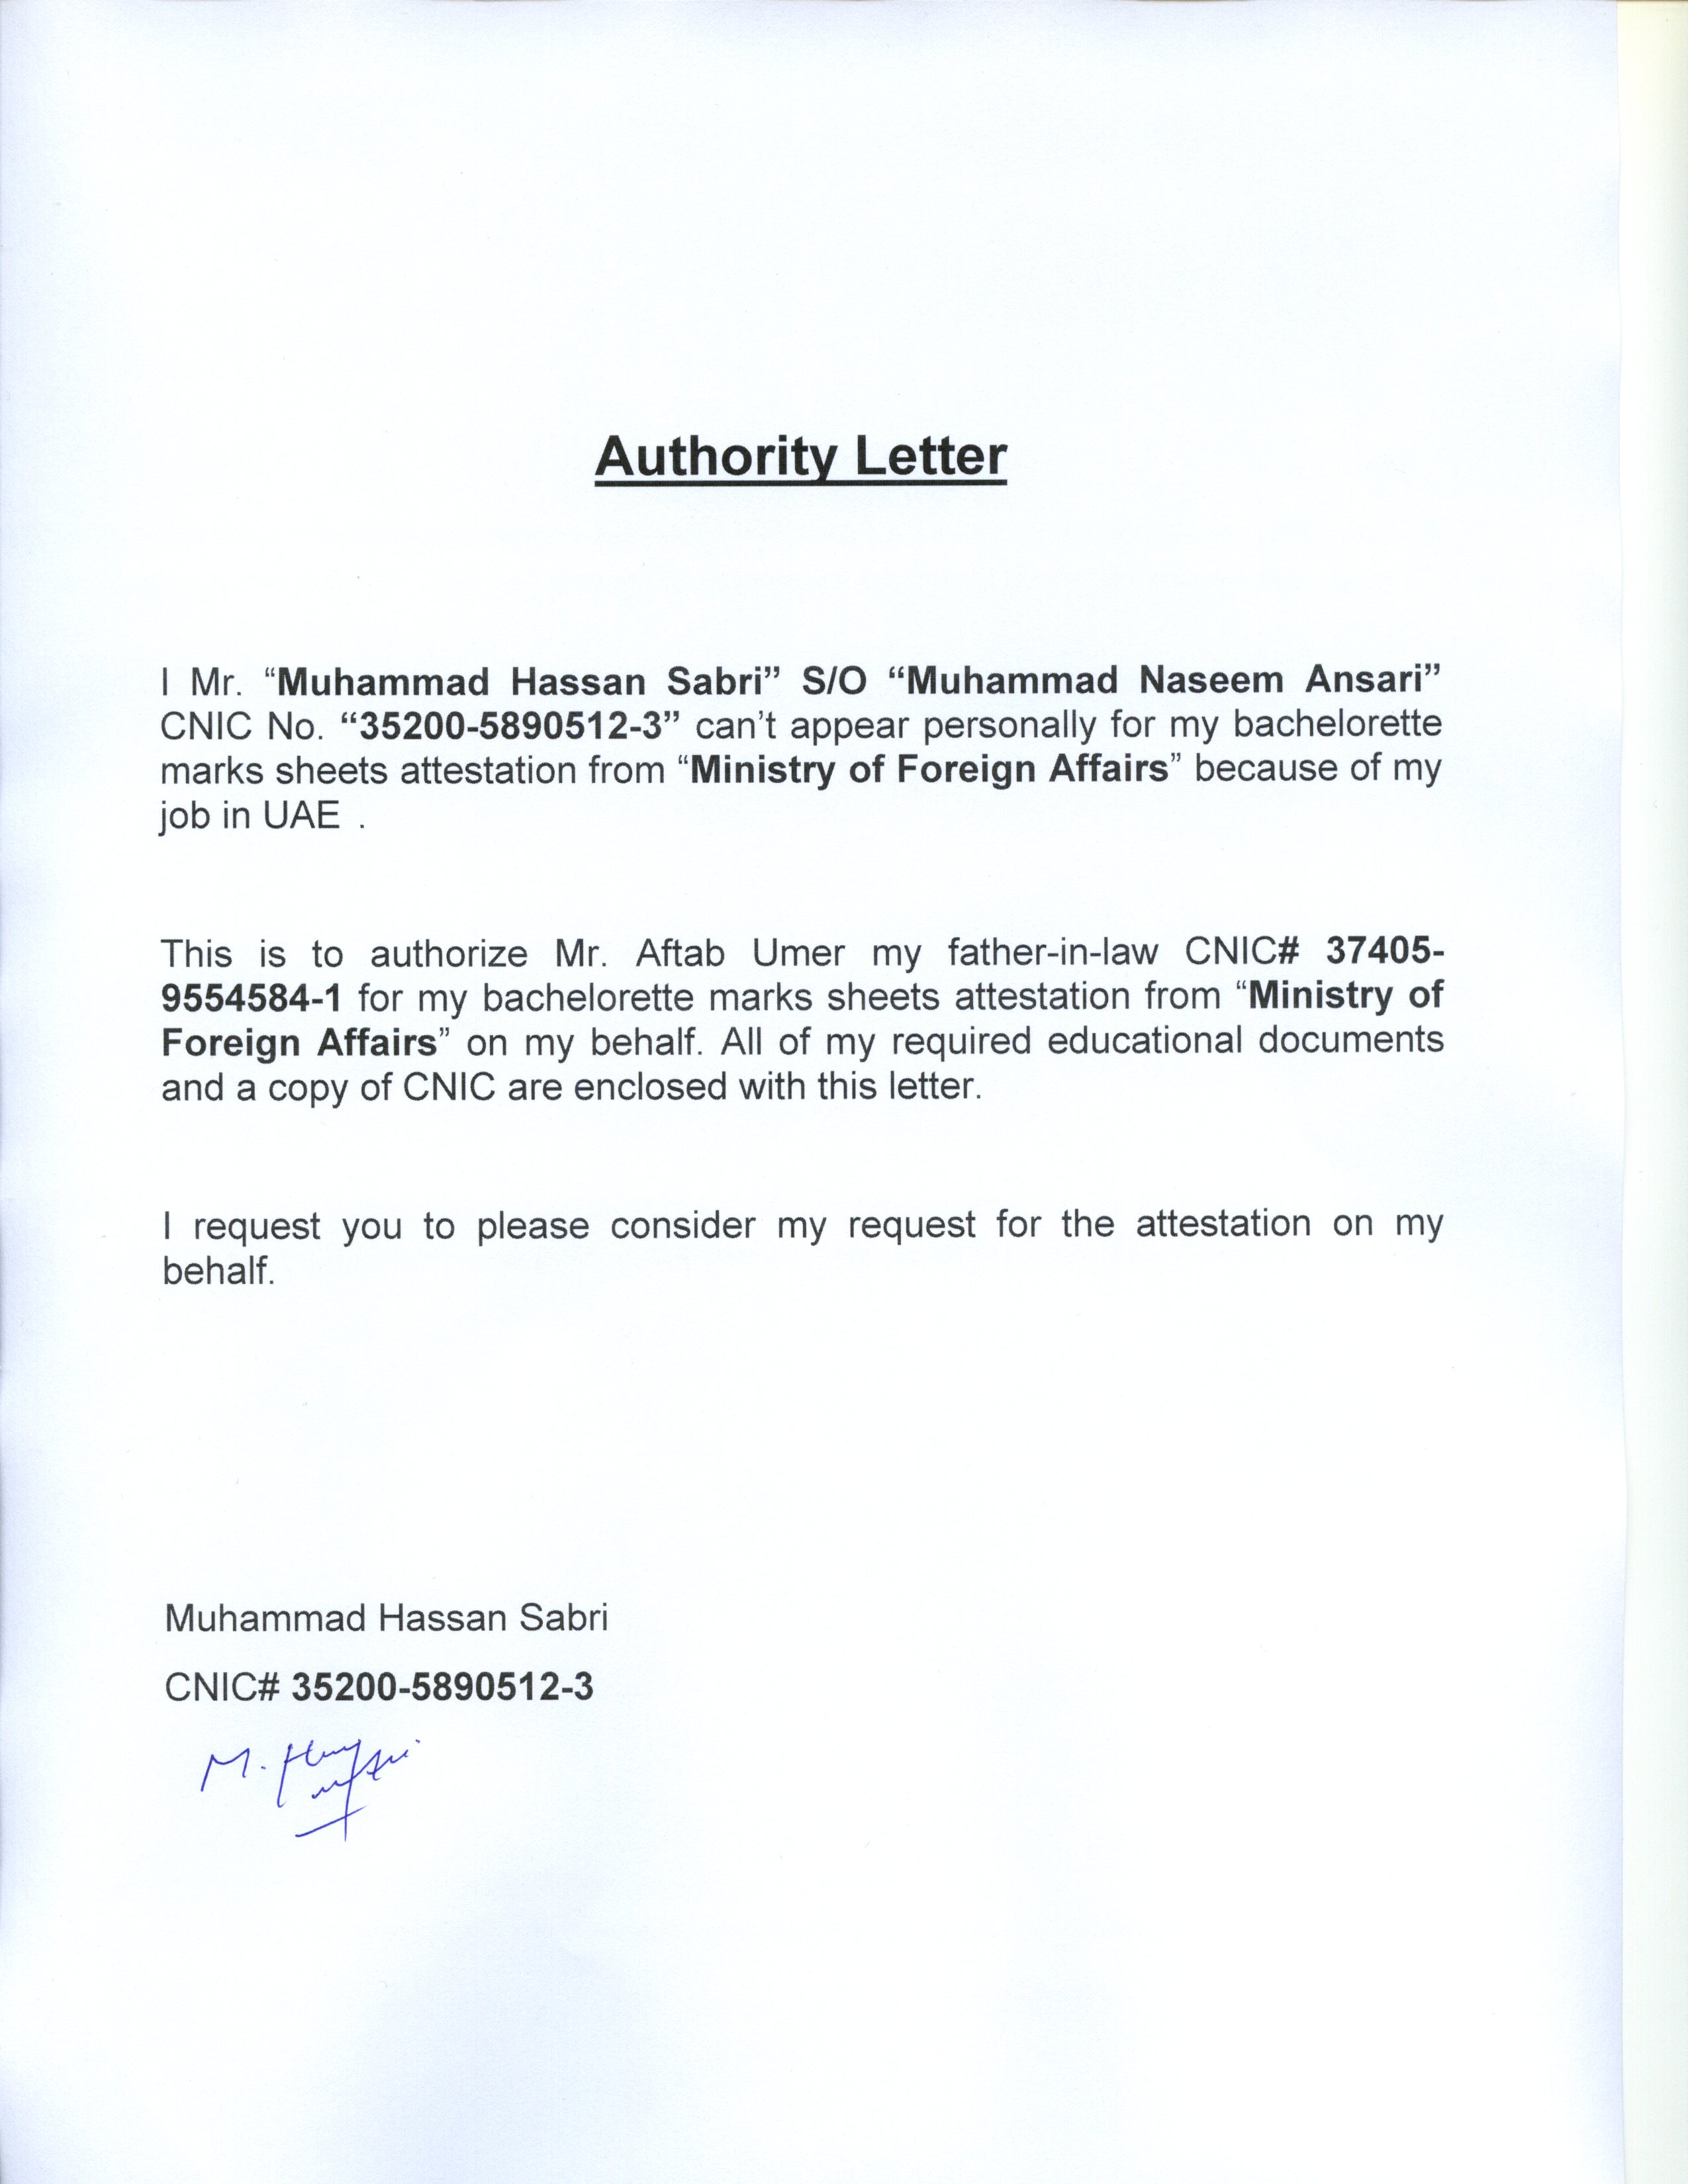 Authority Letter
I Mr. “Muhammad Hassan Sabri” S/O “Muhammad Naseem Ansari”
CNIC No. “35200-5890512-3” can’t appear personally for my bachelorette
marks sheets attestation from “Ministry of Foreign Affairs” because of my
job in UAE .
This is to authorize Mr. Aftab Umer my father-in-law CNIC# 37405-
9554584-1 for my bachelorette marks sheets attestation from “Ministry of
Foreign Affairs” on my behalf. All of my required educational documents
and a copy of CNIC are enclosed with this letter.
I request you to please consider my request for the attestation on my
behalf.
Muhammad Hassan Sabri
CNIC# 35200-5890512-3
M.